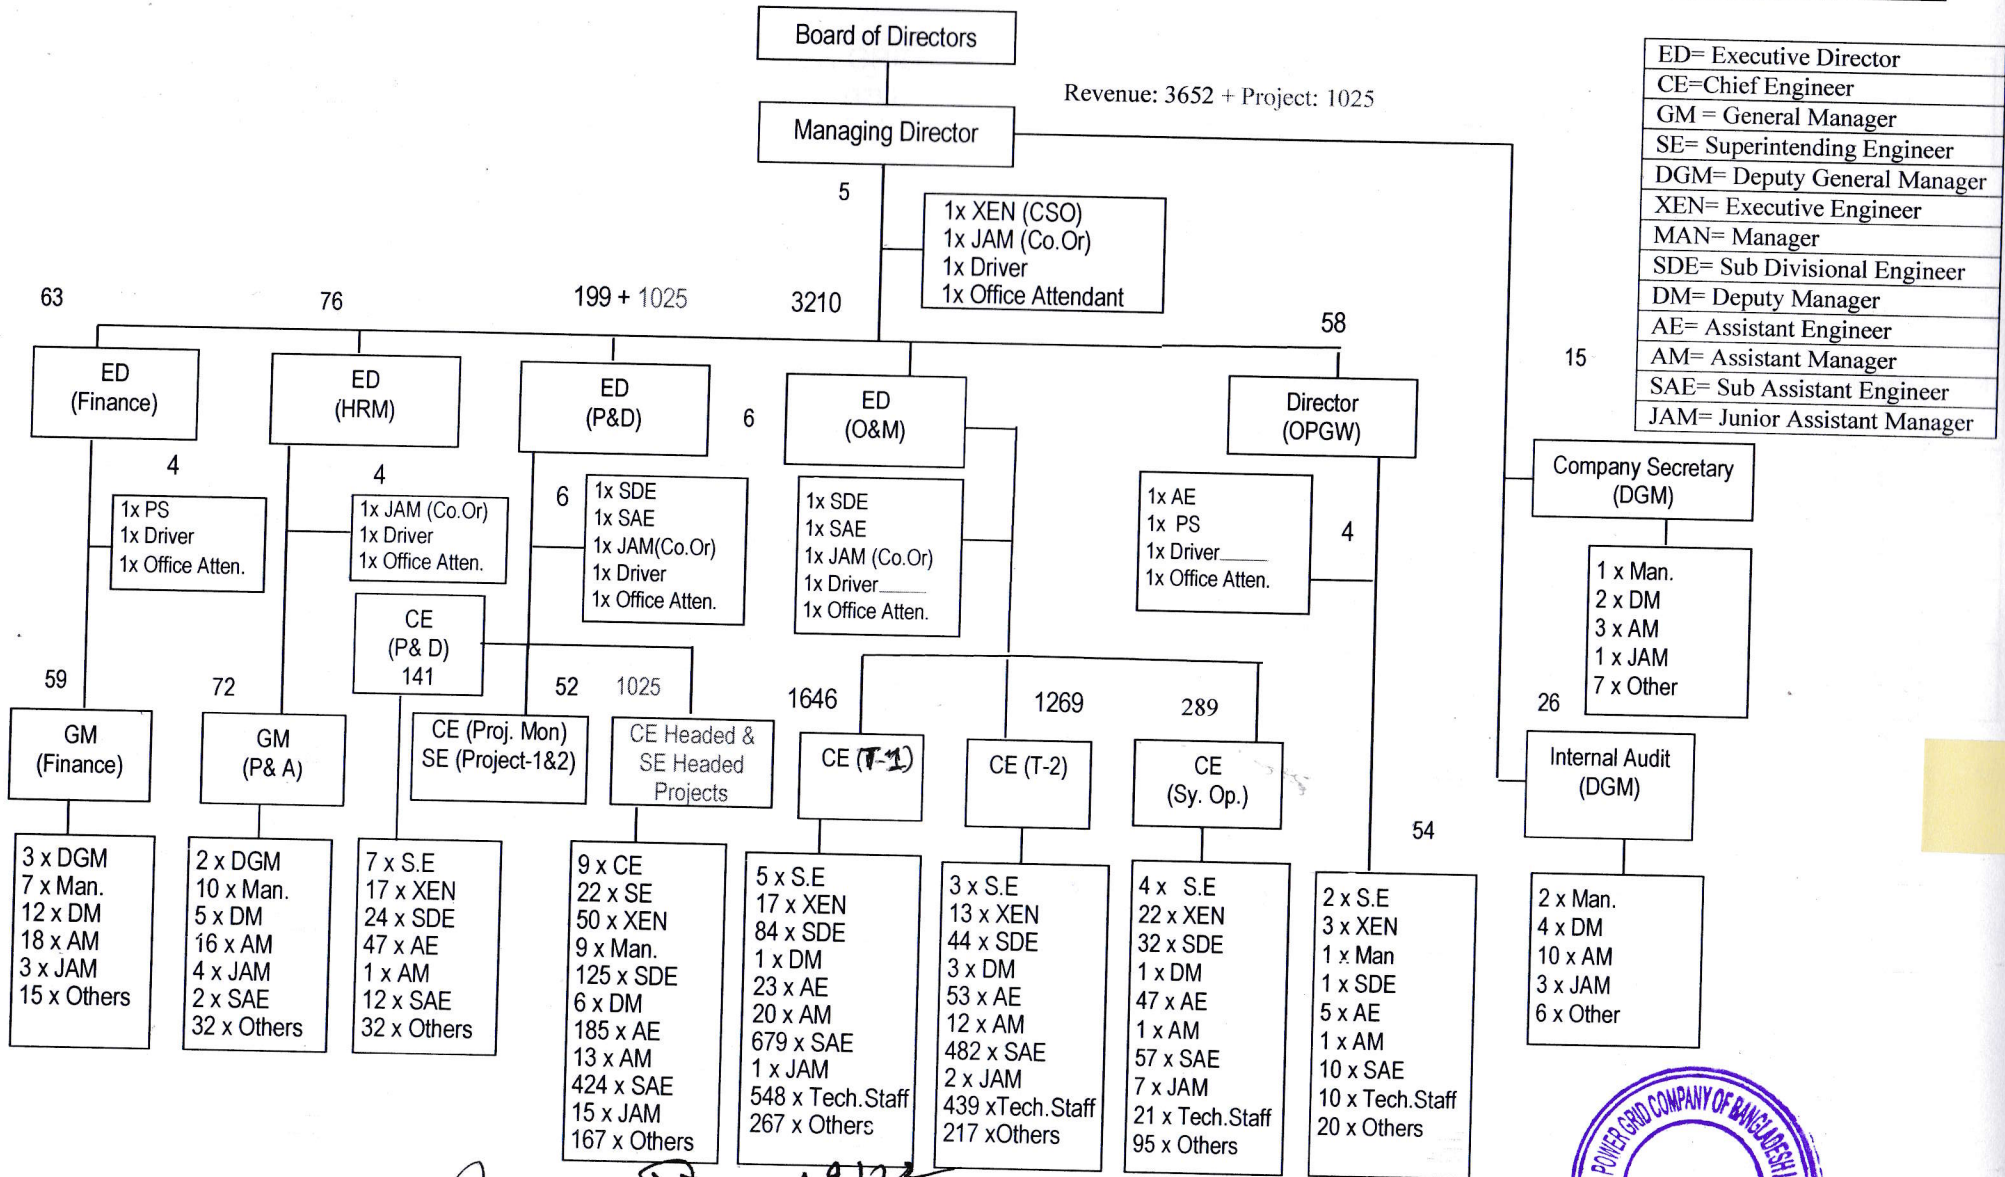 Board of Directors
Revenue: 3652 + Project: 1025
Managing Director
ED= Executive Director
CE=Chief Engineer
GM = General Manager
SE= Superintending Engineer
DGM= Deputy General Manager
XEN= Executive Engineer
MAN= Manager
SDE= Sub Divisional Engineer
DM= Deputy Manager
AE= Assistant Engineer
AM= Assistant Manager
SAE= Sub Assistant Engineer
JAM= Junior Assistant Manager
5
1x XEN (CSO)
1x JAM (Co.Or)
1x Driver
1x Office Attendant
63
76
199 + 1025
3210
58
15
ED
(Finance)
ED
(HRM)
ED
(P&D)
6
ED
(O&M)
Director
(OPGW)
Company Secretary
(DGM)
4
1x PS
1x Driver
1x Office Atten.
4
1x JAM (Co.Or)
1x Driver
1x Office Atten.
6
1x SDE
1x SAE
1x JAM(Co.Or)
1x Driver
1x Office Atten.
1x SDE
1x SAE
1x JAM (Co.Or)
1x Driver
1x Office Atten.
1x AE
1x PS
1x Driver
1x Office Atten.
4
1 x Man.
2 x DM
3 x AM
1 x JAM
7 x Other
CE
(P& D)
141
59
72
52
1025
1646
1269
289
26
GM
(Finance)
GM
(P& A)
CE (Proj. Mon)
SE (Project-1&2)
CE Headed &
SE Headed
Projects
CE (T-1)
CE (T-2)
CE
(Sy. Op.)
Internal Audit
(DGM)
54
3 x DGM
7 x Man.
12 x DM
18 x AM
3 x JAM
15 x Others
2 x DGM
10 x Man.
5 x DM
16 x AM
4 x JAM
2 x SAE
32 x Others
7 x S.E
17 x XEN
24 x SDE
47 x AE
1 x AM
12 x SAE
32 x Others
9 x CE
22 x SE
50 x XEN
9 x Man.
125 x SDE
6 x DM
185 x AE
13 x AM
424 x SAE
15 x JAM
167 x Others
5 x S.E
17 x XEN
84 x SDE
1 x DM
23 x AE
20 x AM
679 x SAE
1 x JAM
548 x Tech.Staff
267 x Others
3 x S.E
13 x XEN
44 x SDE
3 x DM
53 x AE
12 x AM
482 x SAE
2 x JAM
439 xTech.Staff
217 xOthers
4 x S.E
22 x XEN
32 x SDE
1 x DM
47 x AE
1 x AM
57 x SAE
7 x JAM
21 x Tech.Staff
95 x Others
2 x S.E
3 x XEN
1 x Man
1 x SDE
5 x AE
1 x AM
10 x SAE
10 x Tech.Staff
20 x Others
2 x Man.
4 x DM
10 x AM
3 x JAM
6 x Other
POWER GRID COMPANY OF BANGLADESH